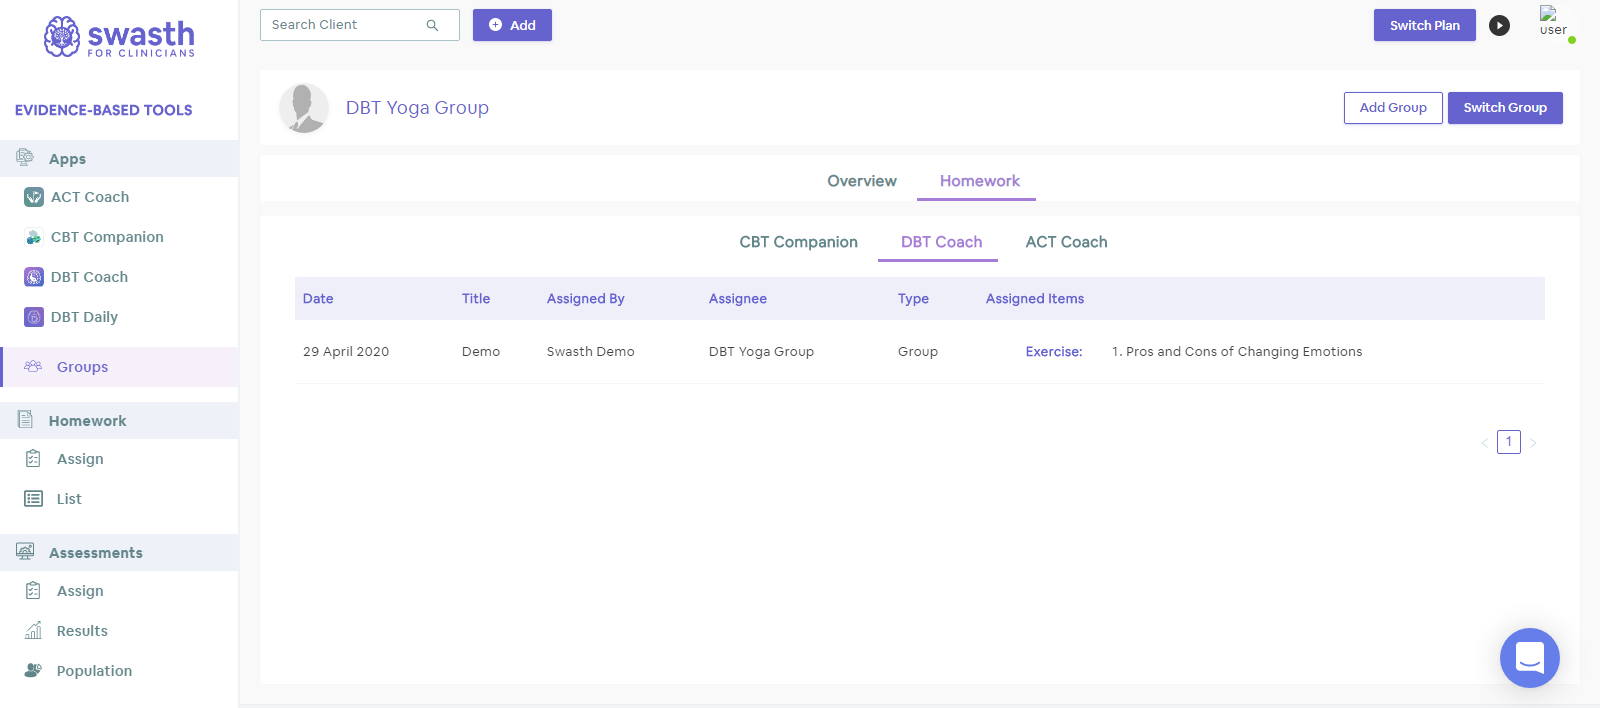 swasth
FOR CLINICIANS
EVIDENCE-BASED TOOLS
Apps
ACT Coach
CBT Companion
DBT Coach
DBT Daily
Groups
Homework
Assign
List
Assessments
Assign
Results
Population
Search Client
Add
Switch Plan
user
DBT Yoga Group
Add Group
Switch Group
Overview Homework
CBT Companion DBT Coach ACT Coach
Date Title Assigned By Assignee Type Assigned Items
29 April 2020 Demo Swasth Demo DBT Yoga Group Group Exercise: 1. Pros and Cons of Changing Emotions
< 1 >